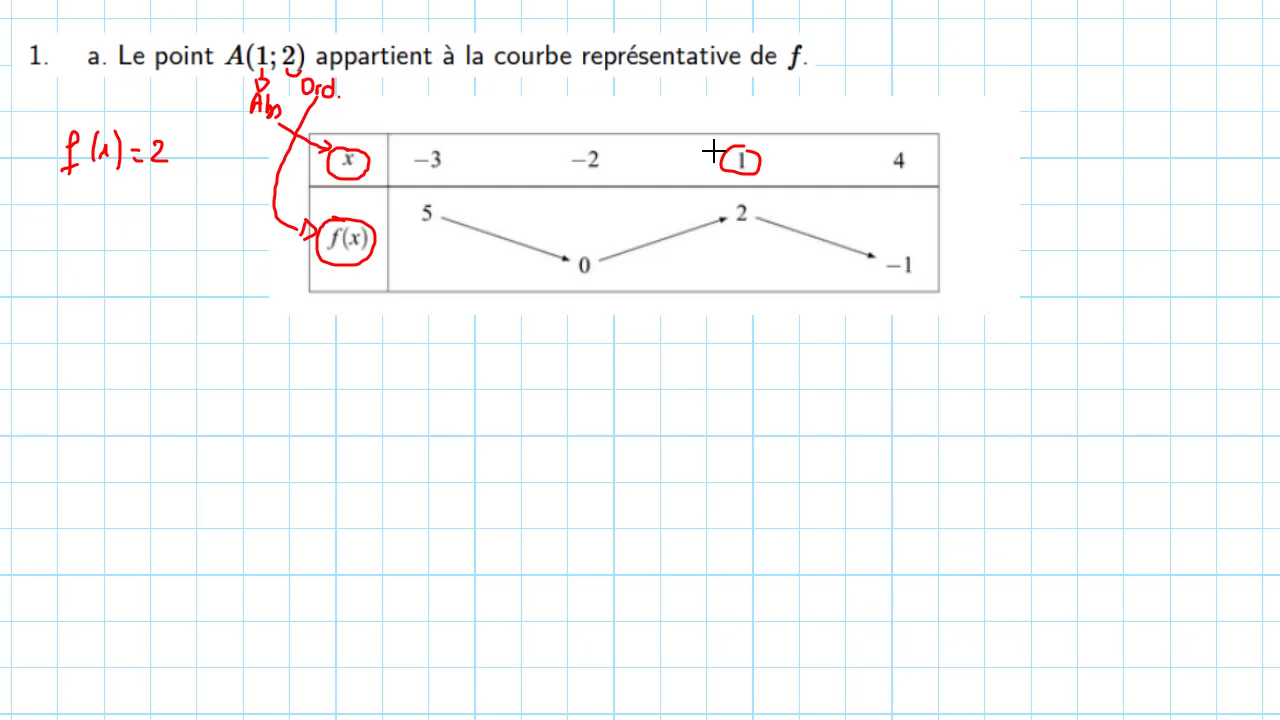 1. a. Le point A(1; 2) appartient à la courbe représentative de f.
Abs Ord.
f(1)=2
x −3 −2 1 4
f(x) 5 0 2 −1